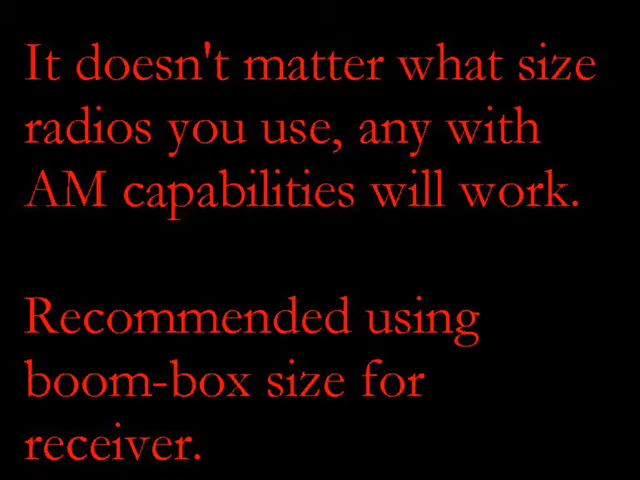 It doesn't matter what size
radios you use, any with
AM capabilities will work.
Recommended using
boom-box size for
receiver.